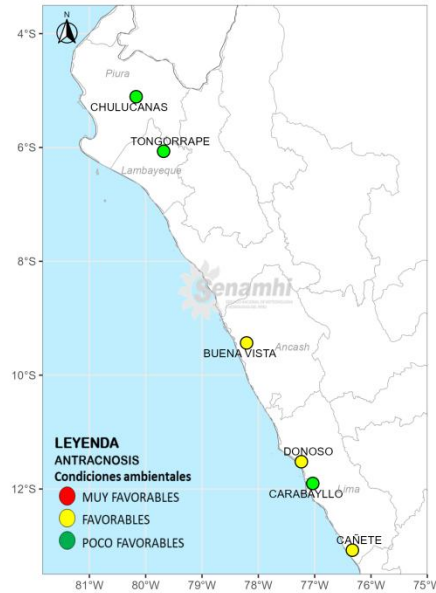 N
4°S
Piura
CHULUCANAS
TONGORRAPE
6°S
Lambayeque
8°S
Senamhi
BUENA VISTA
Ancash
10°S
LEYENDA
ANTRACNOSIS
Condiciones ambientales
MUY FAVORABLES
FAVORABLES
POCO FAVORABLES
DONOSO
12°S
CARABAYLLO
Lima
CAÑETE
81°W 80°W 79°W 78°W 77°W 76°W 75°W